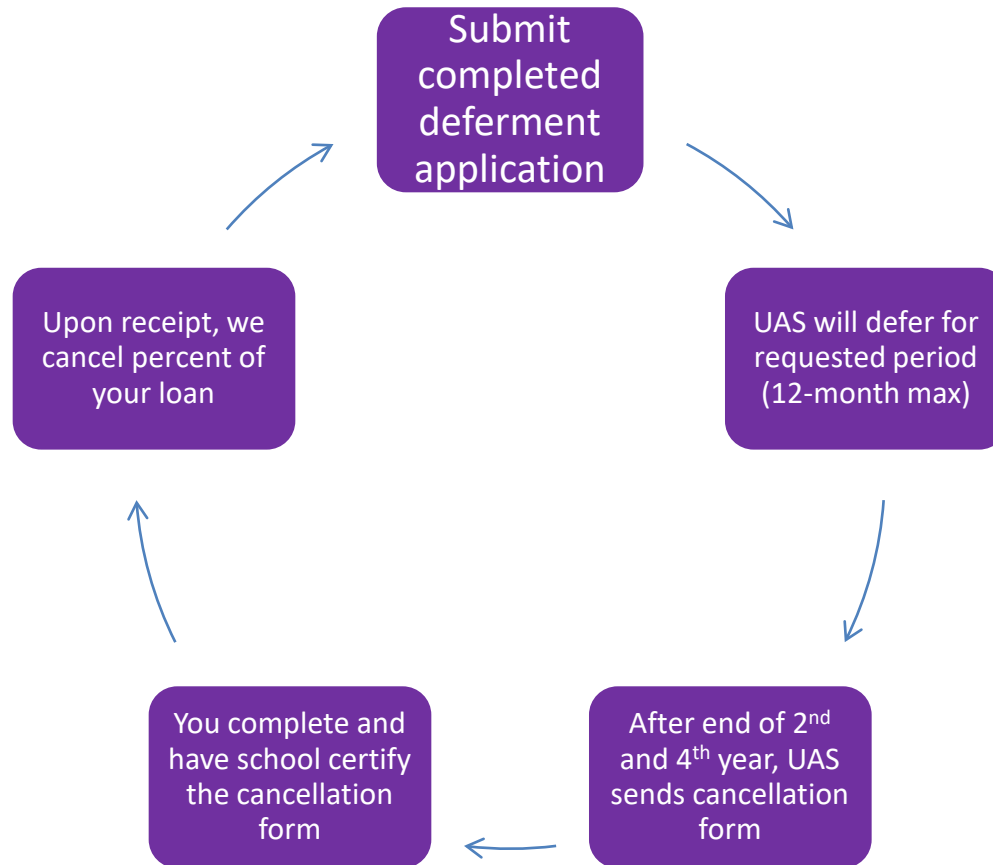 Submit
completed
deferment
application
UAS will defer for
requested period
(12-month max)
After end of 2nd
and 4th year, UAS
sends cancellation
form
You complete and
have school certify
the cancellation
form
Upon receipt, we
cancel percent of
your loan